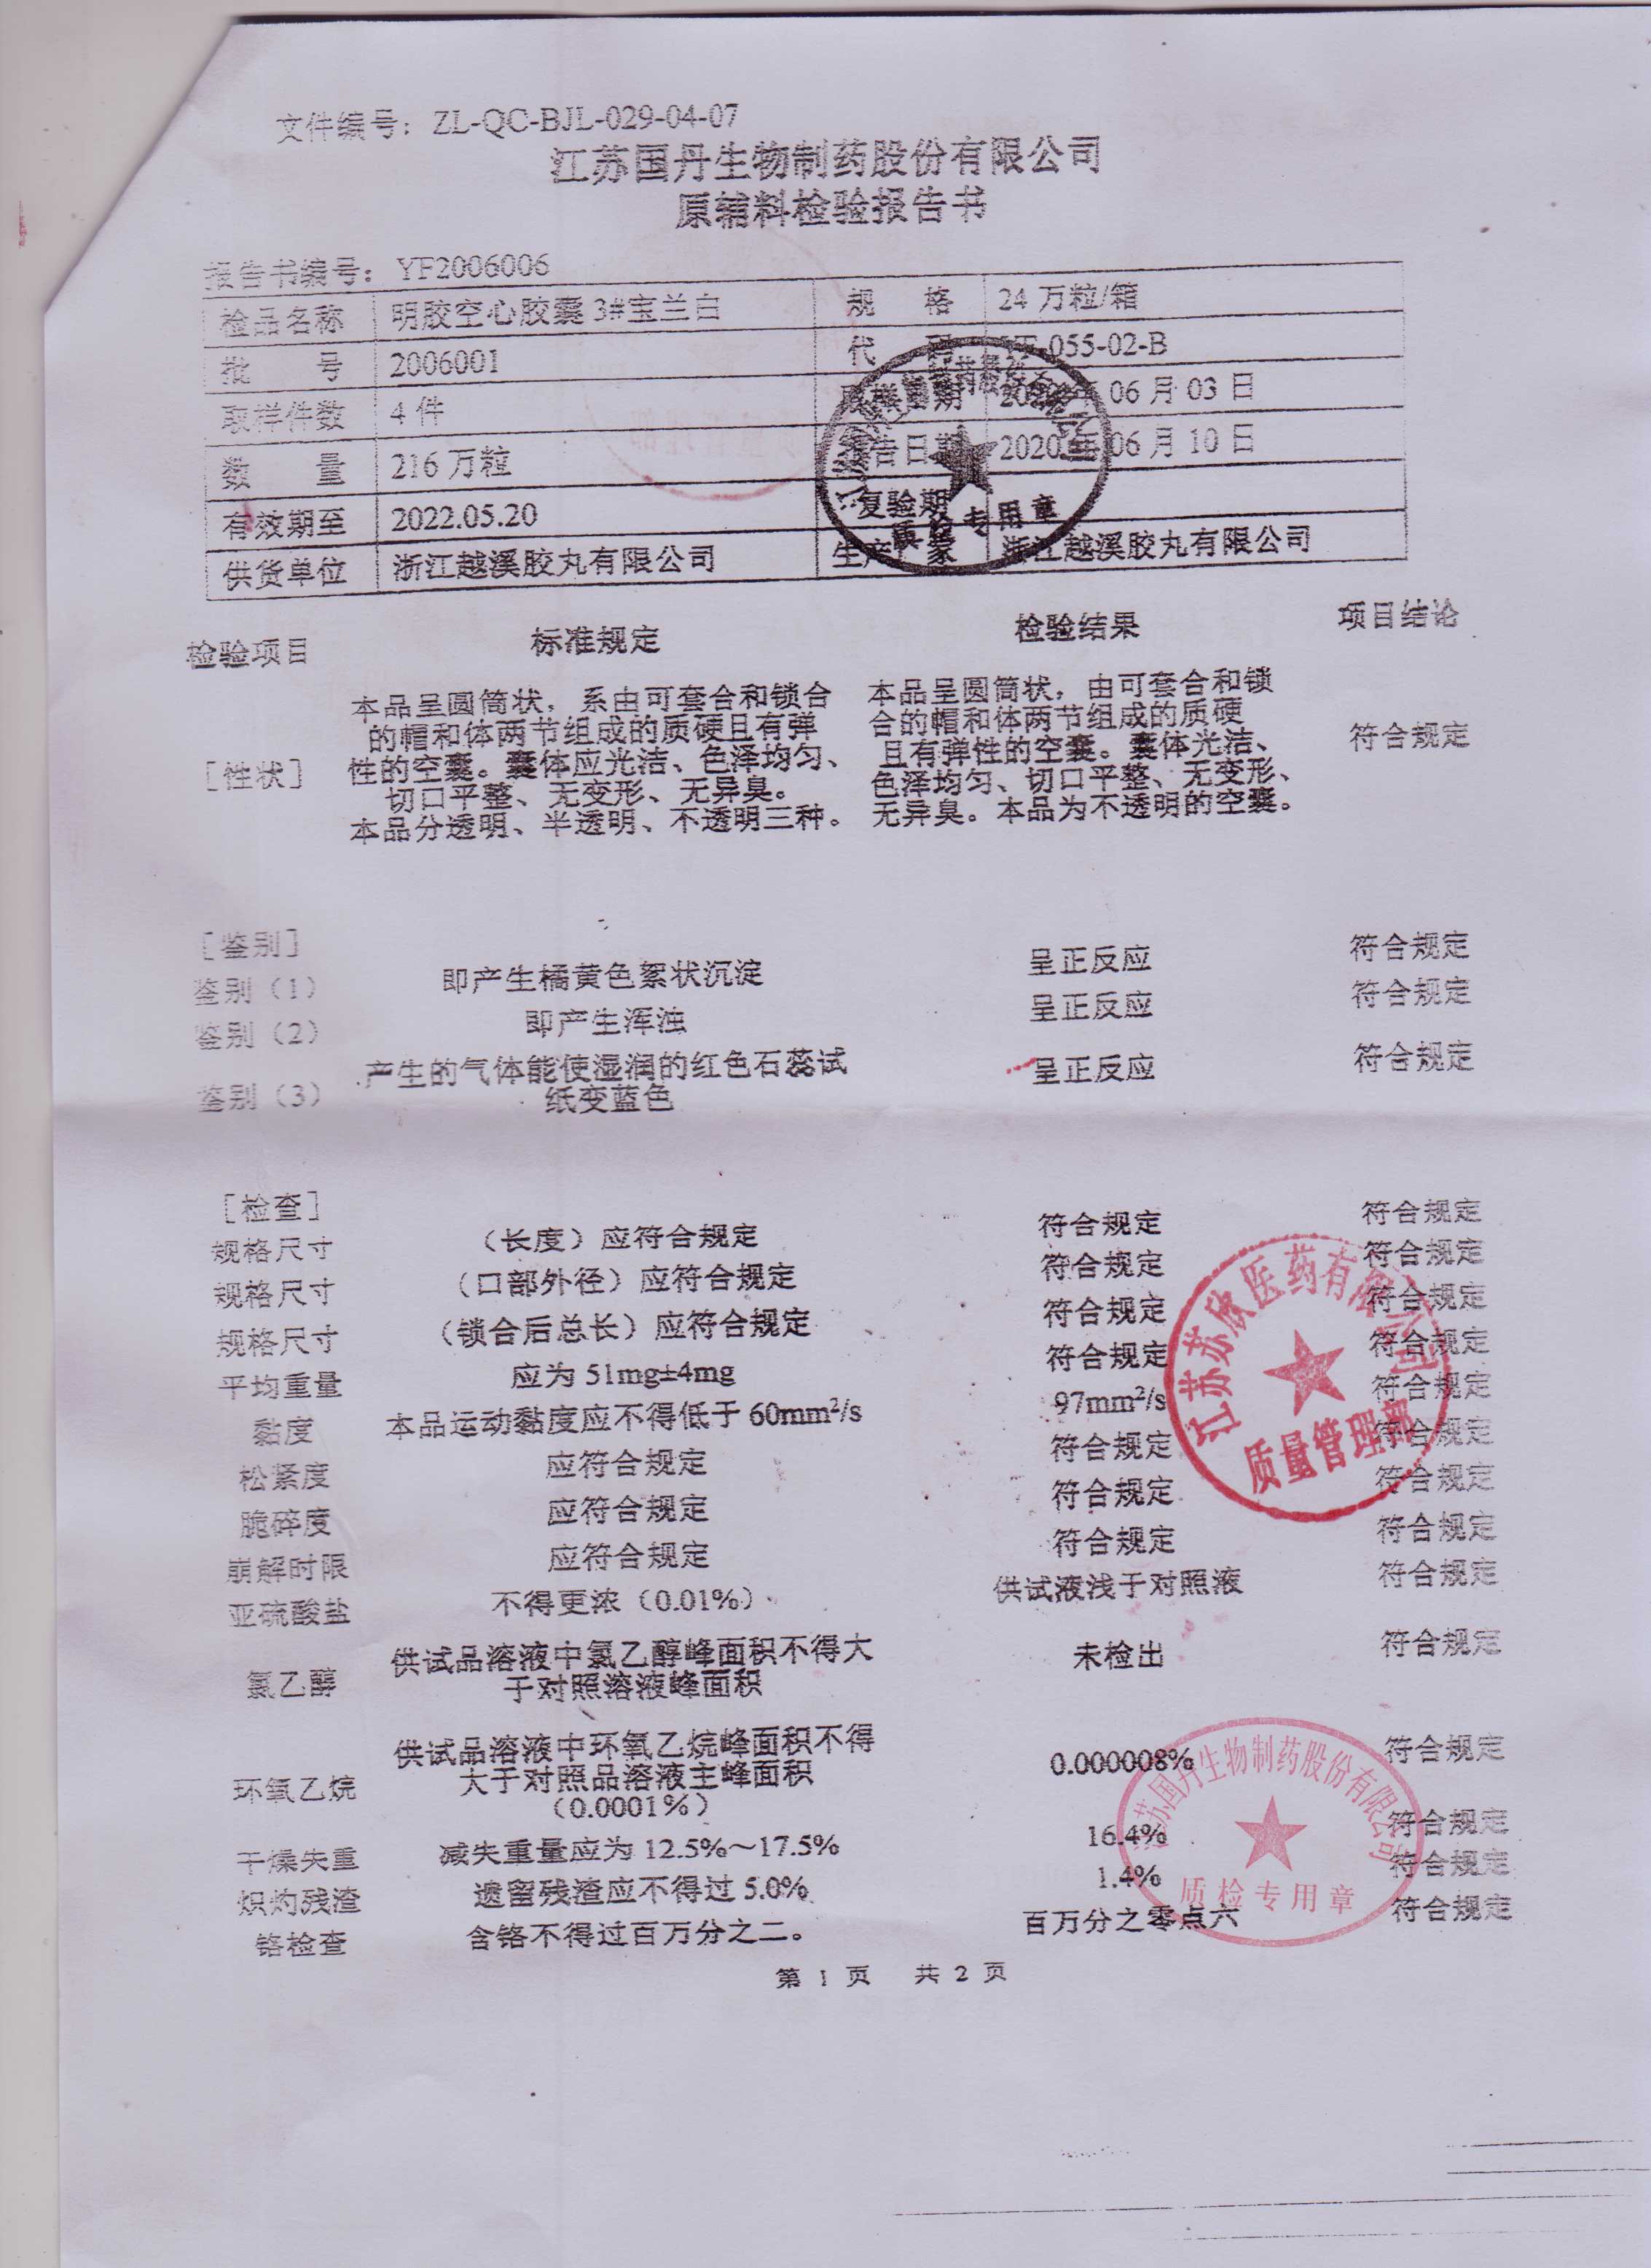 文件编号：ZL-QC-BJL-029-04-07
江苏国丹生物制药股份有限公司
原辅料检验报告书
报告书编号：YF2006006
检品名称 明胶空心胶囊 3#宝兰白 规 格 24 万粒/箱
批 号 2006001 代 -055-02-B
取样件数 4 件 06 月 03 日
数 量 216 万粒 告日期 2020年06 月 10 日
有效期至 2022.05.20 复验期
供货单位 浙江越溪胶丸有限公司 生产 家 浙江越溪胶丸有限公司
质检专用章
检验项目 标准规定 检验结果 项目结论
本品呈圆筒状，系由可套合和锁合 本品呈圆筒状，由可套合和锁
的帽和体两节组成的质硬且有弹 合的帽和体两节组成的质硬 符合规定
[性状] 性的空囊。囊体应光洁、色泽均匀、 且有弹性的空囊。囊体光洁、
切口平整、无变形、无异臭。 色泽均匀、切口平整、无变形、
本品分透明、半透明、不透明三种。 无异臭。本品为不透明的空囊。
[鉴别]
鉴别（1） 即产生橘黄色絮状沉淀 呈正反应 符合规定
鉴别（2） 即产生浑浊 呈正反应 符合规定
产生的气体能使湿润的红色石蕊试 呈正反应 符合规定
鉴别（3） 纸变蓝色
[检查]
规格尺寸 （长度）应符合规定 符合规定 符合规定
规格尺寸 （口部外径）应符合规定 符合规定 符合规定
规格尺寸 （锁合后总长）应符合规定 符合规定 符合规定
平均重量 应为 51mg±4mg 符合规定 符合规定
黏度 本品运动黏度应不得低于 60mm²/s 97mm²/s 符合规定
松紧度 应符合规定 符合规定 符合规定
脆碎度 应符合规定 符合规定 符合规定
崩解时限 应符合规定 符合规定 符合规定
亚硫酸盐 不得更浓（0.01%） 供试液浅于对照液 符合规定
供试品溶液中氯乙醇峰面积不得大 未检出 符合规定
氯乙醇 于对照溶液峰面积
供试品溶液中环氧乙烷峰面积不得 0.000008% 符合规定
环氧乙烷 大于对照品溶液主峰面积
（0.0001%）
干燥失重 减失重量应为 12.5%～17.5% 16.4% 符合规定
炽灼残渣 遗留残渣应不得过 5.0% 1.4% 符合规定
铬检查 含铬不得过百万分之二。 百万分之零点六 符合规定
江苏苏欣医药有限公司
质量管理部
江苏国丹生物制药股份有限公司
质检专用章
第 1 页 共 2 页